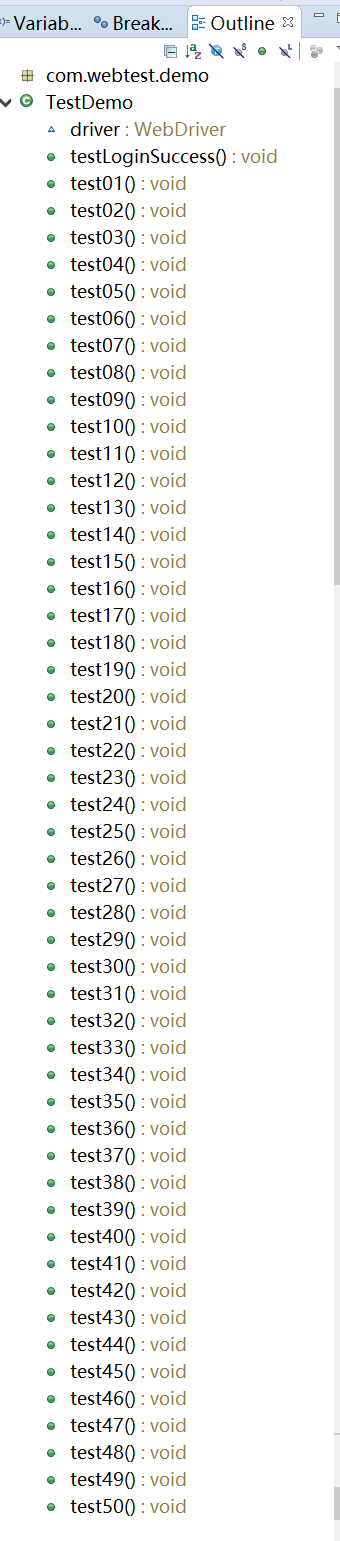 Variab... Break... Outline
com.webtest.demo
TestDemo
driver : WebDriver
testLoginSuccess() : void
test01() : void
test02() : void
test03() : void
test04() : void
test05() : void
test06() : void
test07() : void
test08() : void
test09() : void
test10() : void
test11() : void
test12() : void
test13() : void
test14() : void
test15() : void
test16() : void
test17() : void
test18() : void
test19() : void
test20() : void
test21() : void
test22() : void
test23() : void
test24() : void
test25() : void
test26() : void
test27() : void
test28() : void
test29() : void
test30() : void
test31() : void
test32() : void
test33() : void
test34() : void
test35() : void
test36() : void
test37() : void
test38() : void
test39() : void
test40() : void
test41() : void
test42() : void
test43() : void
test44() : void
test45() : void
test46() : void
test47() : void
test48() : void
test49() : void
test50() : void